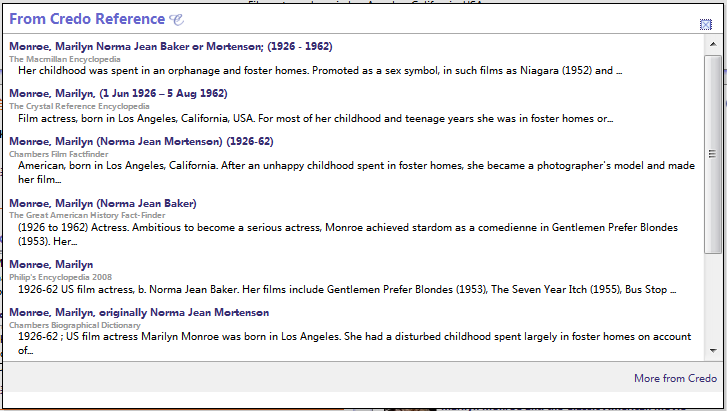 From Credo Reference
Monroe, Marilyn Norma Jean Baker or Mortenson; (1926 - 1962)
The Macmillan Encyclopedia
Her childhood was spent in an orphanage and foster homes. Promoted as a sex symbol, in such films as Niagara (1952) and ...
Monroe, Marilyn, (1 Jun 1926 – 5 Aug 1962)
The Crystal Reference Encyclopedia
Film actress, born in Los Angeles, California, USA. For most of her childhood and teenage years she was in foster homes or...
Monroe, Marilyn (Norma Jean Mortenson) (1926-62)
Chambers Film Factfinder
American, born in Los Angeles, California. After an unhappy childhood spent in foster homes, she became a photographer's model and made
her film...
Monroe, Marilyn (Norma Jean Baker)
The Great American History Fact-Finder
(1926 to 1962) Actress. Ambitious to become a serious actress, Monroe achieved stardom as a comedienne in Gentlemen Prefer Blondes
(1953). Her...
Monroe, Marilyn
Philip's Encyclopedia 2008
1926-62 US film actress, b. Norma Jean Baker. Her films include Gentlemen Prefer Blondes (1953), The Seven Year Itch (1955), Bus Stop ...
Monroe, Marilyn, originally Norma Jean Mortenson
Chambers Biographical Dictionary
1926-62 ; US film actress Marilyn Monroe was born in Los Angeles. She had a disturbed childhood spent largely in foster homes on account
of...
More from Credo